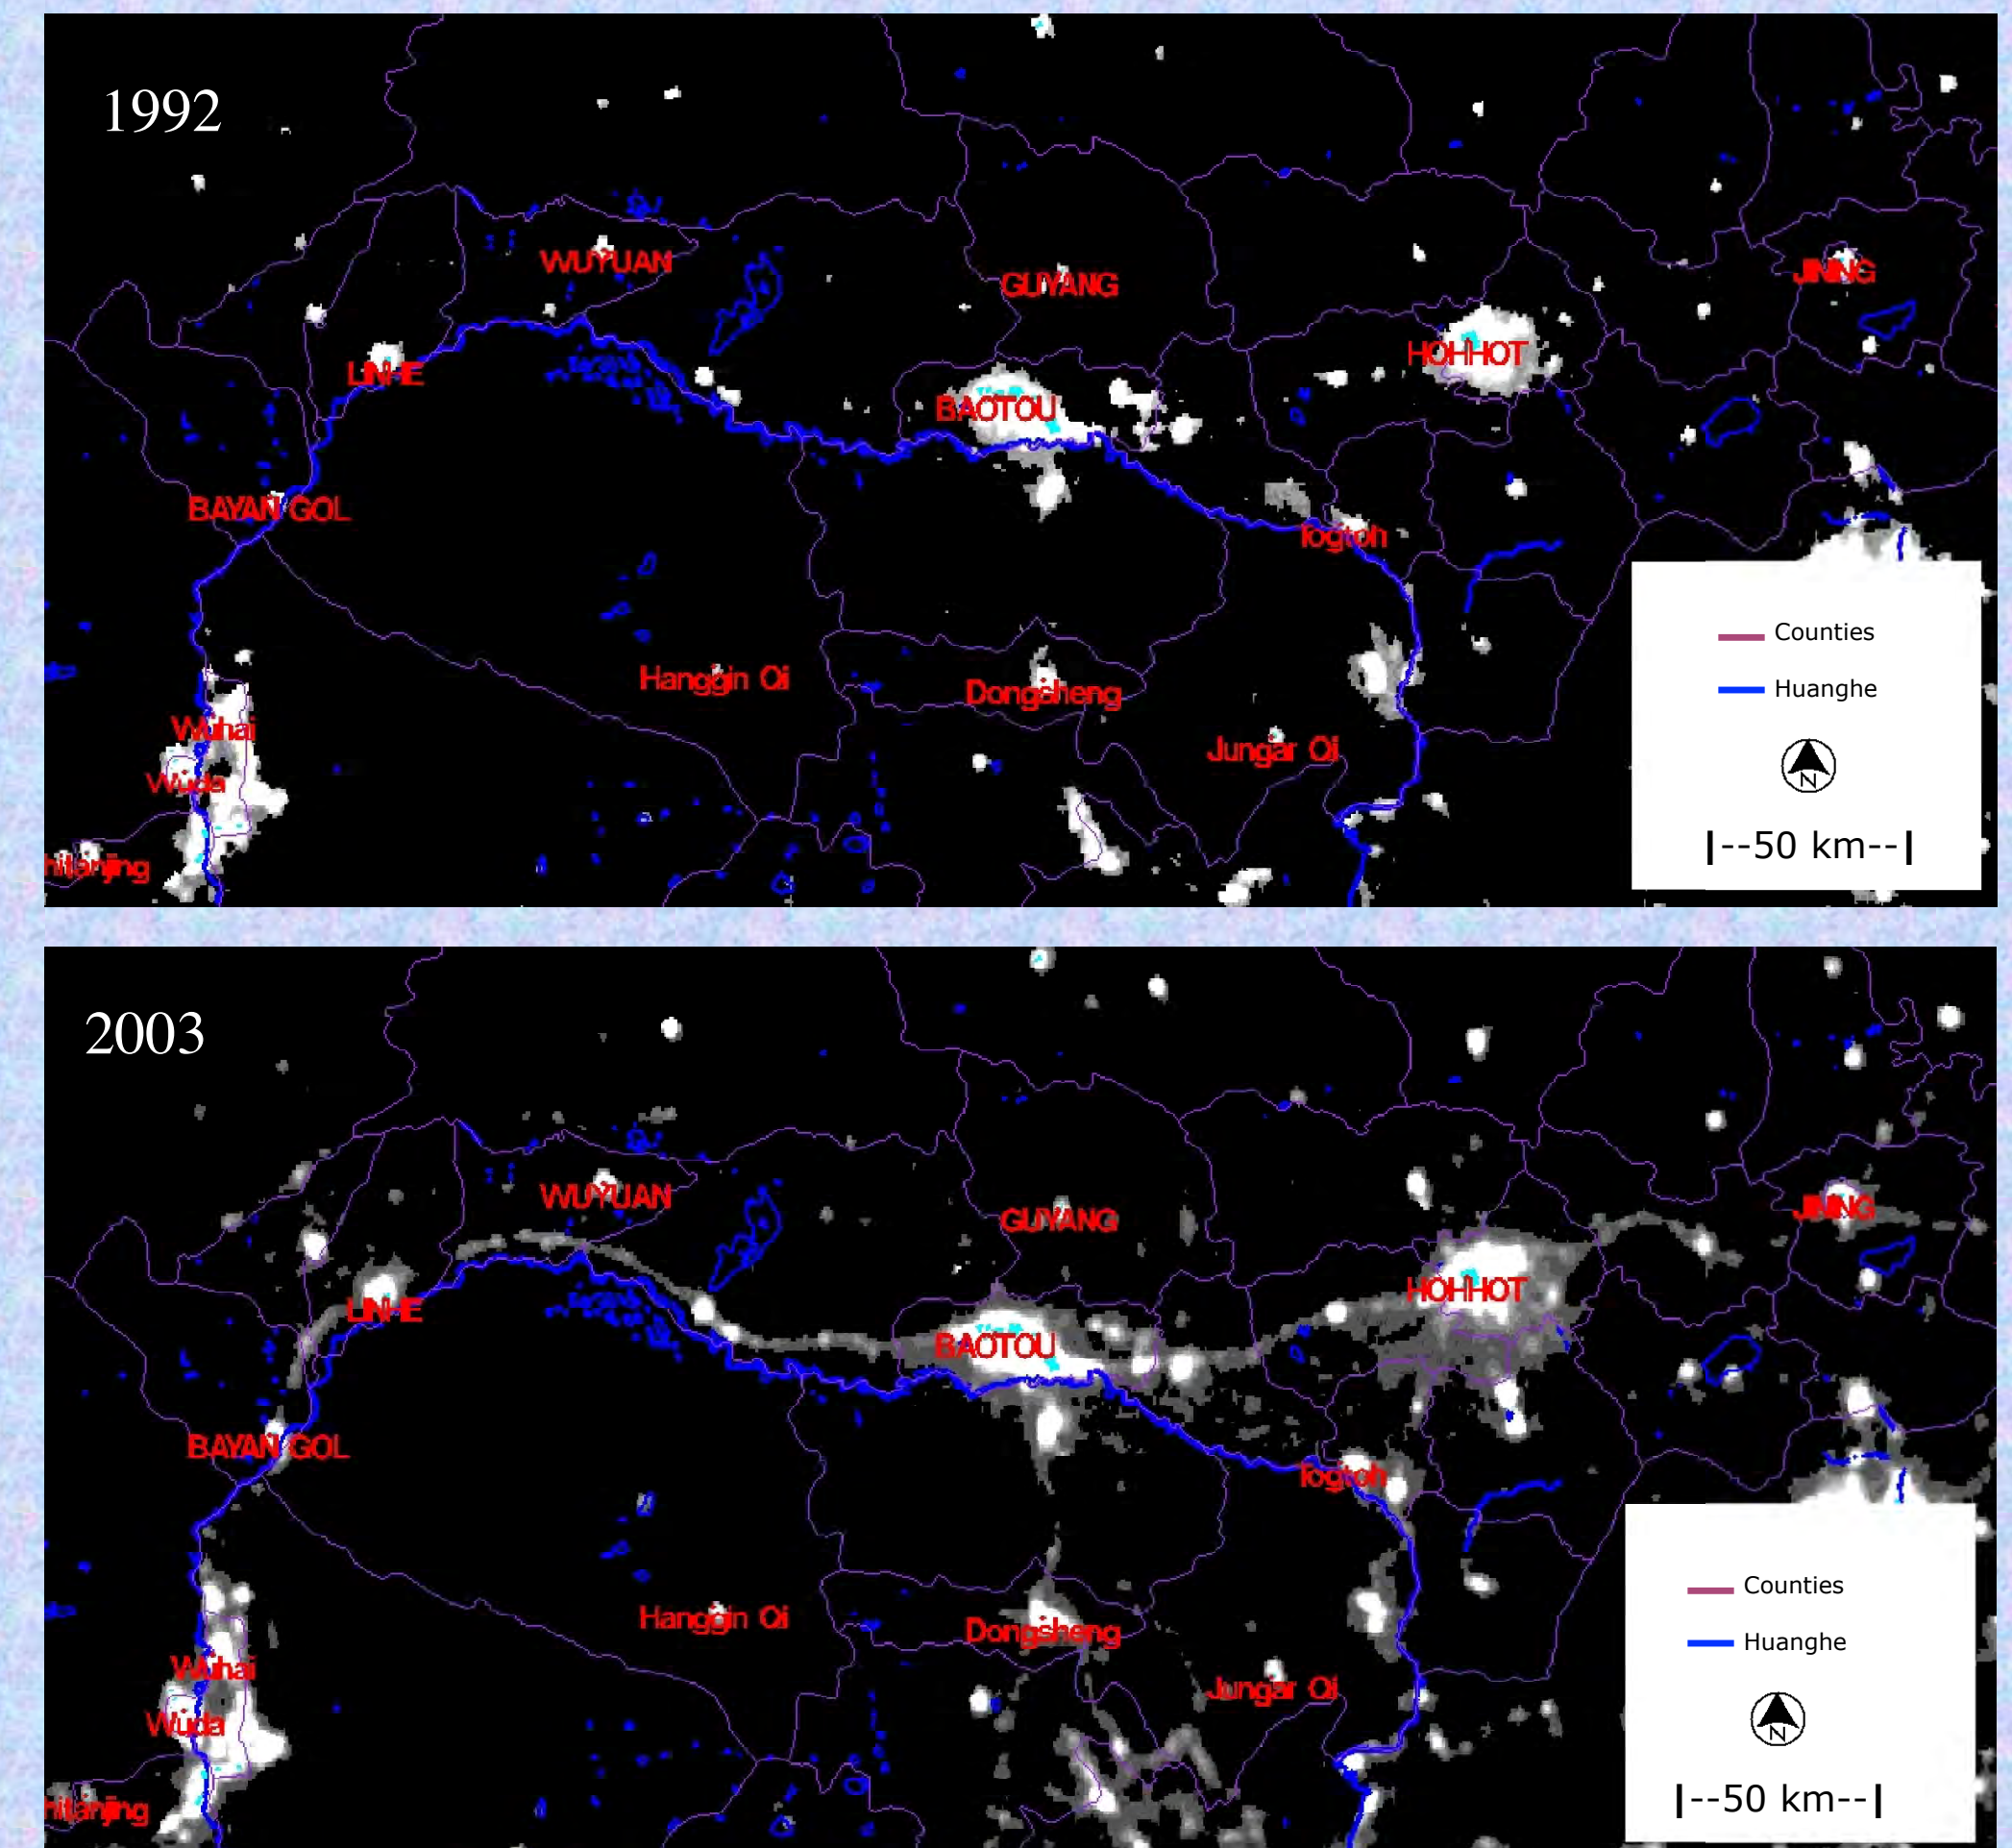 1992
WUYUAN
GUYANG
JINING
HOHHOT
LINHE
BAOTOU
BAYAN GOL
Togtoh
Counties
Hanggin Qi
Dongsheng
Huanghe
Wuhai
Jungar Qi
Wuda
N
hilanjing
|--50 km--|
2003
WUYUAN
JINING
GUYANG
HOHHOT
LINHE
BAOTOU
BAYAN GOL
Togtoh
Counties
Hanggin Qi
Dongsheng
Huanghe
Wuhai
Jungar Qi
Wuda
N
|--50 km--|
hilanjing